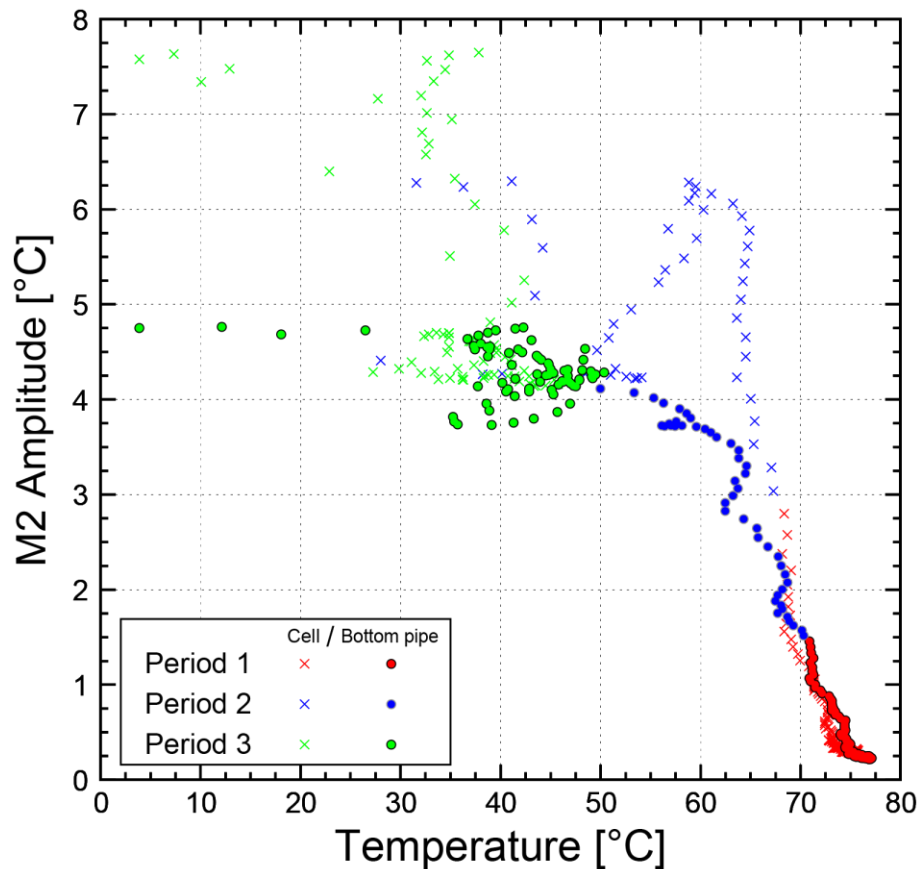 8
7
6
5
4
3
2
1
0
M2 Amplitude [°C]
Cell / Bottom pipe
Period 1
Period 2
Period 3
0 10 20 30 40 50 60 70 80
Temperature [°C]